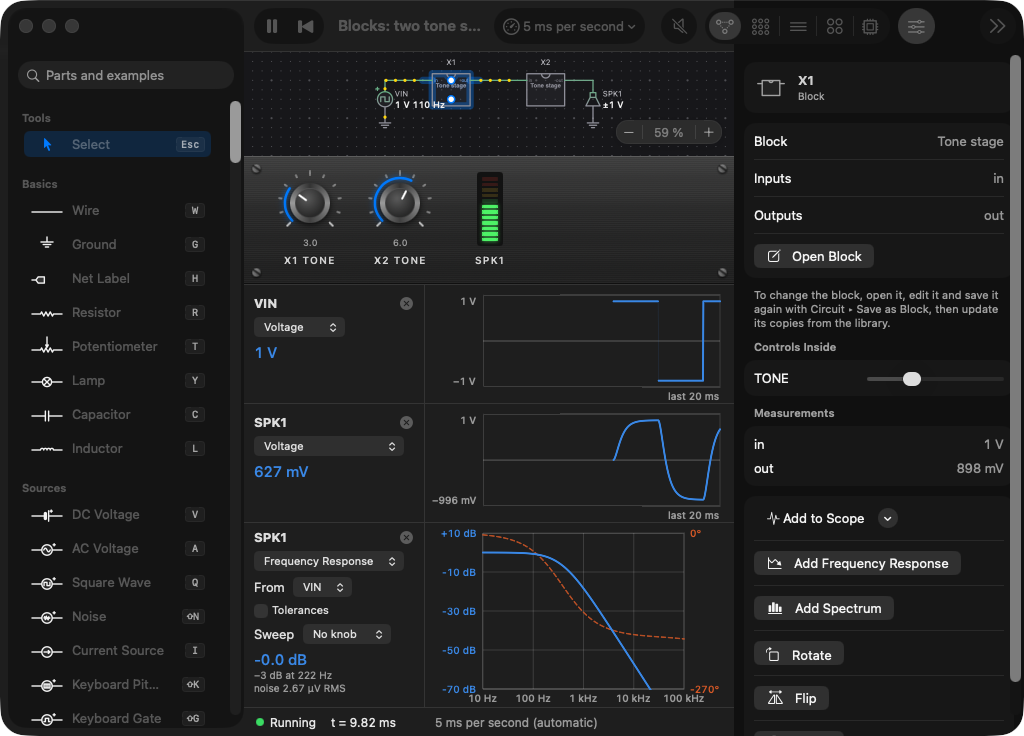 Blocks: two tone s...
5 ms per second
Parts and examples
Tools
Select Esc
Basics
Wire W
Ground G
Net Label H
Resistor R
Potentiometer T
Lamp Y
Capacitor C
Inductor L
Sources
DC Voltage V
AC Voltage A
Square Wave Q
Noise ⇧N
Current Source I
Keyboard Pit... ⇧K
Keyboard Gate ⇧G
X1
X2
VIN
1 V 110 Hz
in
Tone stage
in out
Tone stage
SPK1
±1 V
− 59 % +
3.0
X1 TONE
6.0
X2 TONE
SPK1
VIN
Voltage
1 V
1 V
−1 V
last 20 ms
SPK1
Voltage
627 mV
1 V
−996 mV
last 20 ms
SPK1
Frequency Response
From VIN
Tolerances
Sweep No knob
-0.0 dB
−3 dB at 222 Hz
noise 2.67 µV RMS
+10 dB
-10 dB
-30 dB
-50 dB
-70 dB
0°
-270°
10 Hz 100 Hz 1 kHz 10 kHz 100 kHz
Running t = 9.82 ms 5 ms per second (automatic)
X1
Block
Block Tone stage
Inputs in
Outputs out
Open Block
To change the block, open it, edit it and save it
again with Circuit ▸ Save as Block, then update
its copies from the library.
Controls Inside
TONE
Measurements
in 1 V
out 898 mV
Add to Scope
Add Frequency Response
Add Spectrum
Rotate
Flip